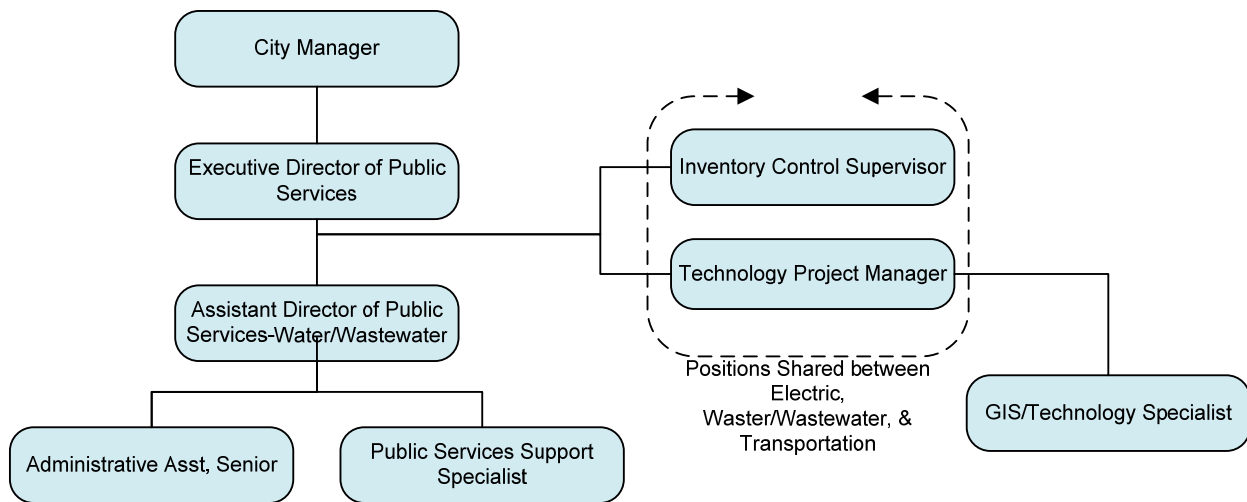 City Manager
Executive Director of Public
Services
Inventory Control Supervisor
Technology Project Manager
Assistant Director of Public
Services-Water/Wastewater
Positions Shared between
Electric,
Waster/Wastewater, &
Transportation
GIS/Technology Specialist
Administrative Asst, Senior
Public Services Support
Specialist